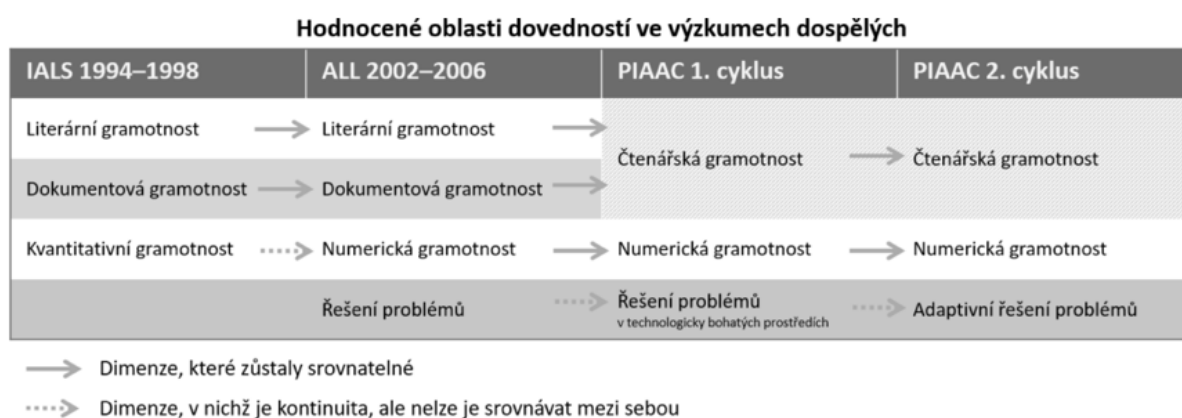 Hodnocené oblasti dovedností ve výzkumech dospělých
IALS 1994–1998 ALL 2002–2006 PIAAC 1. cyklus PIAAC 2. cyklus
Literární gramotnost Literární gramotnost
Čtenářská gramotnost Čtenářská gramotnost
Dokumentová gramotnost Dokumentová gramotnost
Kvantitativní gramotnost Numerická gramotnost Numerická gramotnost Numerická gramotnost
Řešení problémů Řešení problémů Adaptivní řešení problémů
v technologicky bohatých prostředích
Dimenze, které zůstaly srovnatelné
Dimenze, v nichž je kontinuita, ale nelze je srovnávat mezi sebou